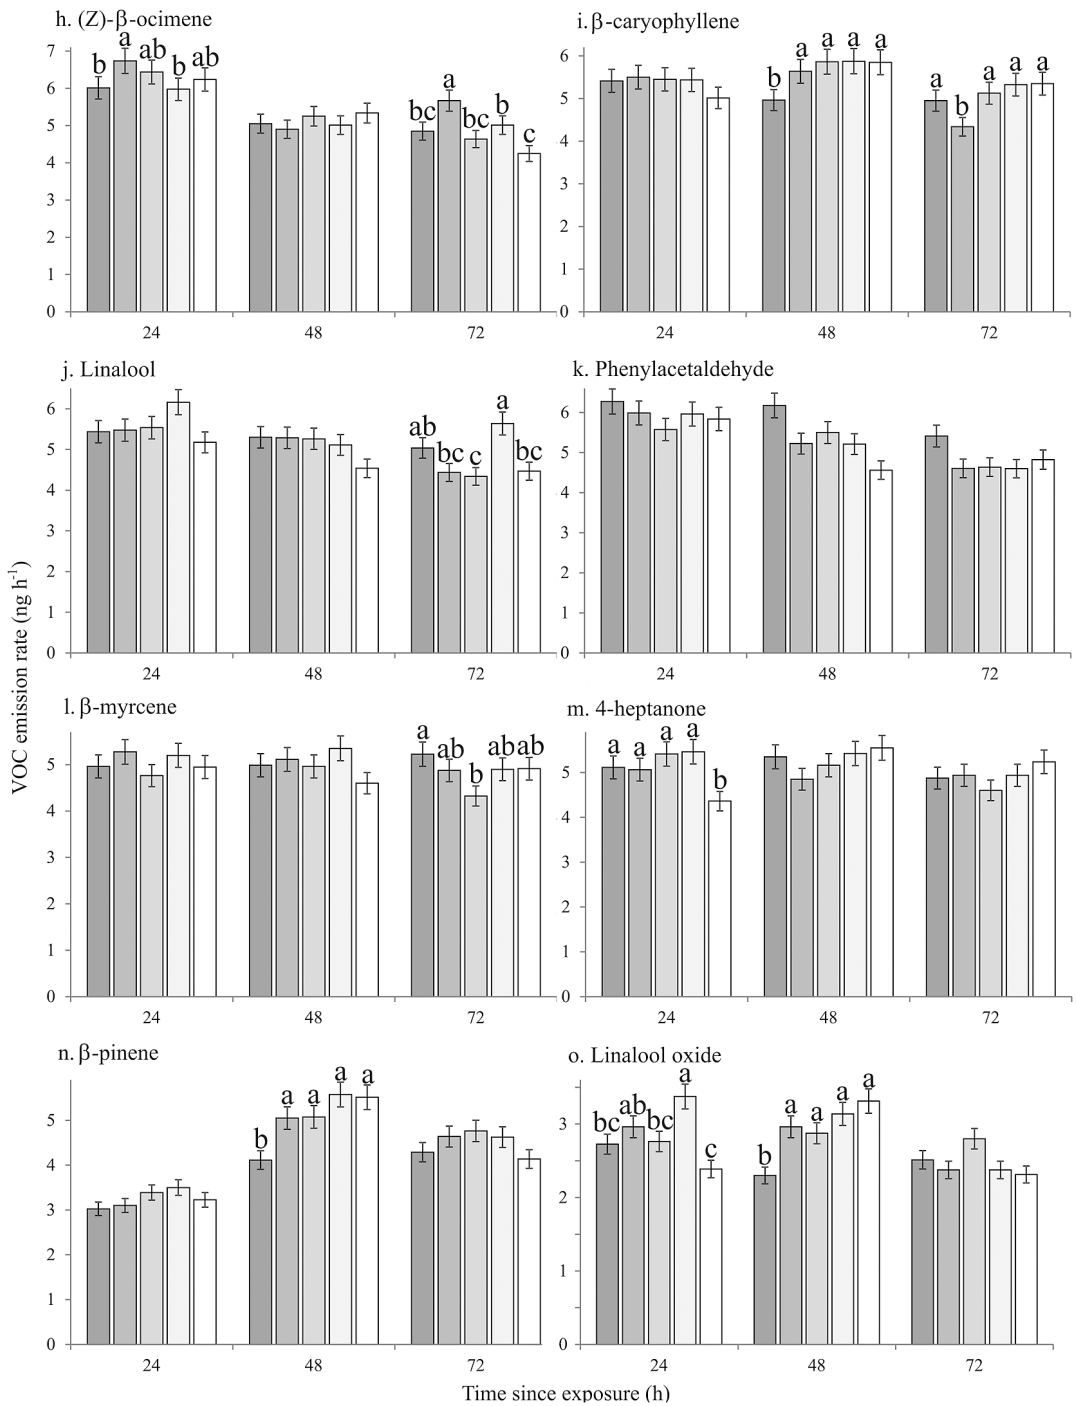 h. (Z)-β-ocimene
7
6
5
4
3
2
1
0
b a ab b ab
bc a bc b c
24 48 72
i. β-caryophyllene
6
5
4
3
2
1
0
b a a a a
a b a a a
24 48 72
j. Linalool
6
5
4
3
2
1
0
ab bc c a bc
24 48 72
k. Phenylacetaldehyde
6
5
4
3
2
1
0
24 48 72
VOC emission rate (ng h⁻¹)
l. β-myrcene
5
4
3
2
1
0
a ab b ab ab
24 48 72
m. 4-heptanone
5
4
3
2
1
0
a a a a b
24 48 72
n. β-pinene
5
4
3
2
1
0
b a a a a
24 48 72
o. Linalool oxide
3
2
1
0
bc ab bc a c
b a a a a
24 48 72
Time since exposure (h)